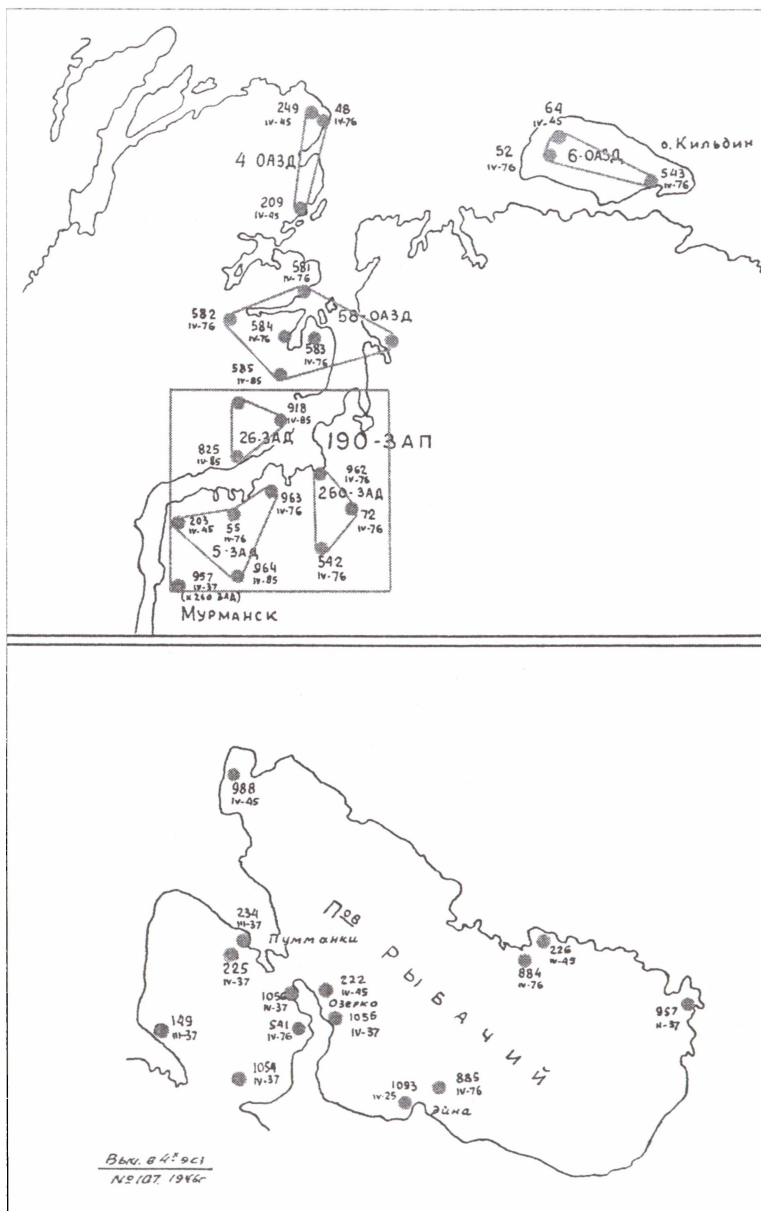 249
IV-45
48
IV-76
4 ОАЗД
209
IV-45
64
IV-45
о. Кильдин
52
IV-76
6-ОАЗД
543
IV-76
581
IV-76
582
IV-76
584
IV-76
583
IV-76
58-ОАЗД
585
IV-85
918
IV-85
26-ЗАД
825
IV-85
190-ЗАП
962
IV-76
260-ЗАД
963
IV-76
72
IV-76
203
IV-45
55
IV-76
5-ЗАД
542
IV-76
964
IV-85
957
IV-37
(к 260 ЗАД)
Мурманск
988
IV-45
Пов
РЫБАЧИЙ
234
III-37
Пумманки
225
IV-37
226
IV-45
884
IV-76
222
IV-45
Озерко
1056
IV-37
1056
IV-37
957
II-37
149
III-37
541
IV-76
1054
IV-37
885
IV-76
1093
IV-25
Эйна
Вып. в 4
№ 107. 1946г